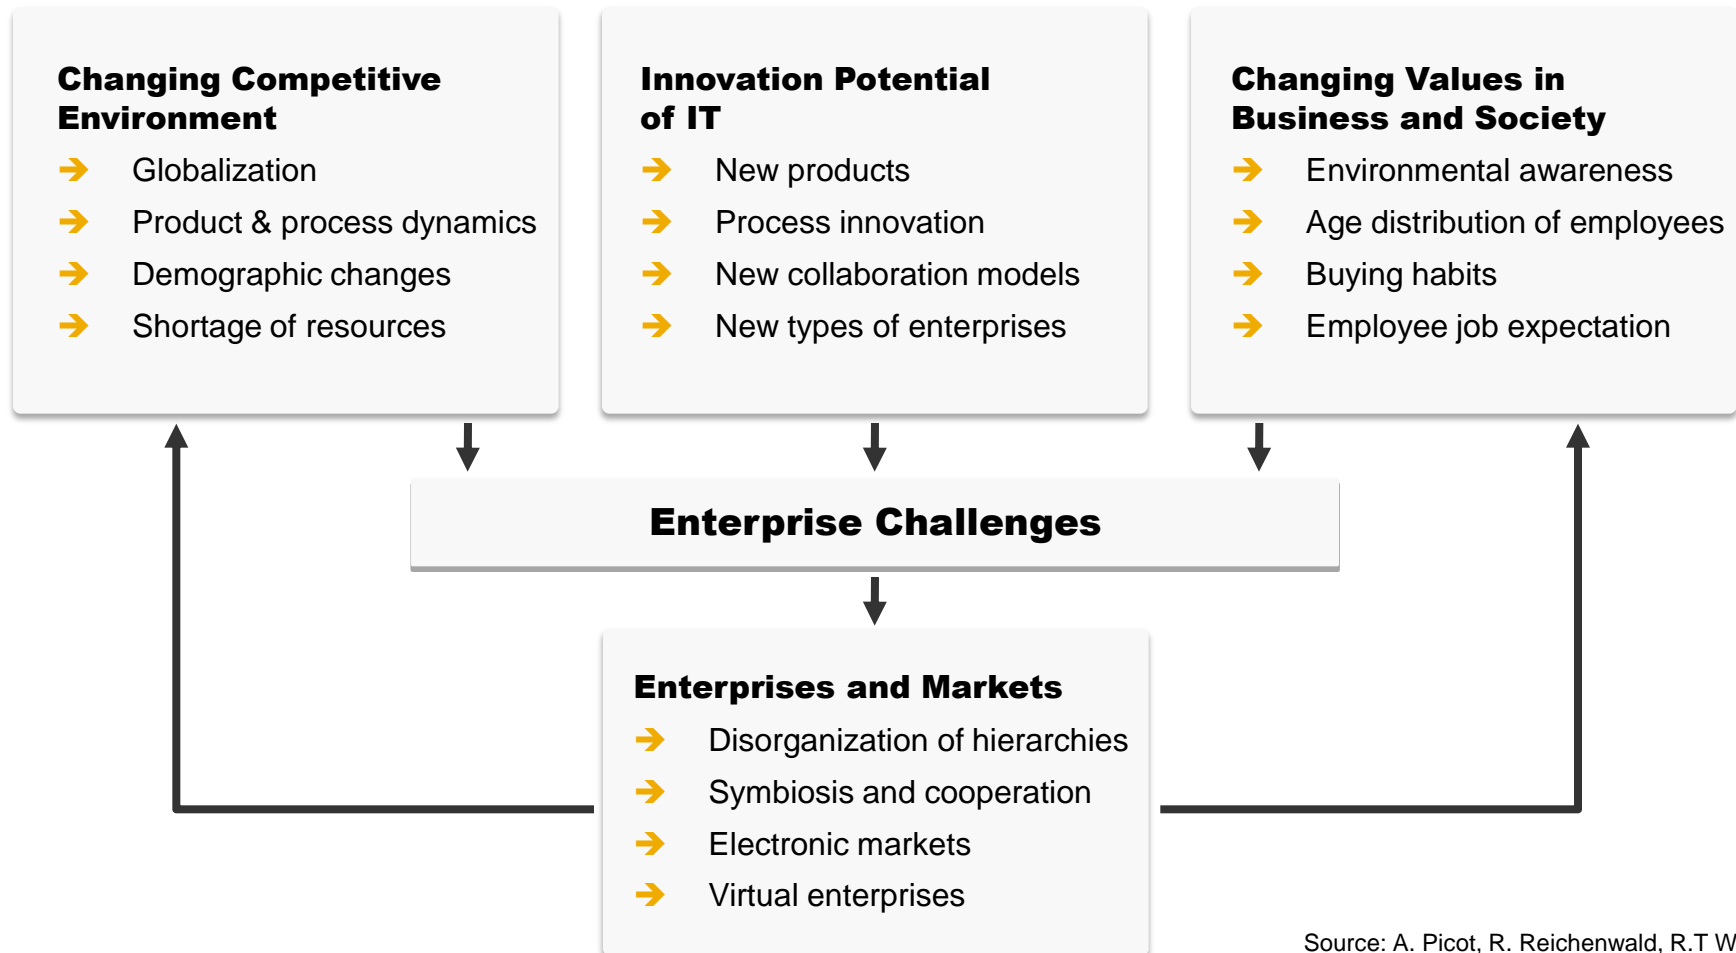 Changing Competitive
Environment
Globalization
Product & process dynamics
Demographic changes
Shortage of resources
Innovation Potential
of IT
New products
Process innovation
New collaboration models
New types of enterprises
Changing Values in
Business and Society
Environmental awareness
Age distribution of employees
Buying habits
Employee job expectation
Enterprise Challenges
Enterprises and Markets
Disorganization of hierarchies
Symbiosis and cooperation
Electronic markets
Virtual enterprises
Source: A. Picot, R. Reichenwald, R.T